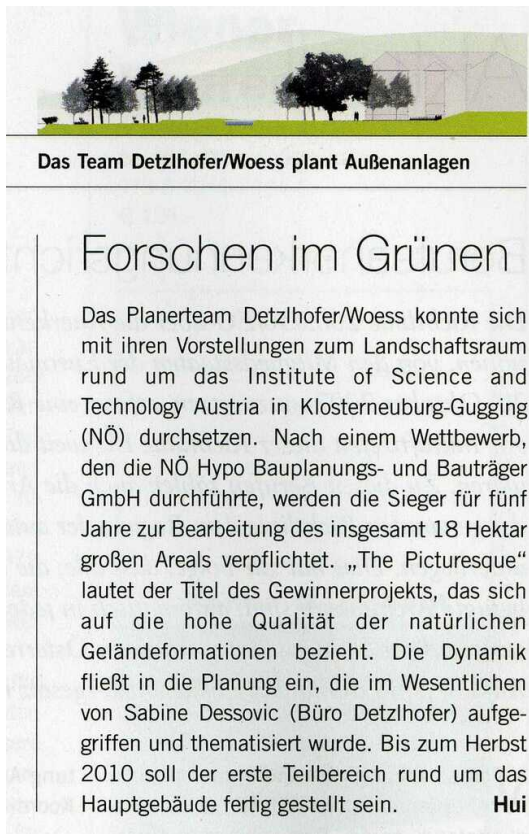 Das Team Detzlhofer/Woess plant Außenanlagen
Forschen im Grünen
Das Planerteam Detzlhofer/Woess konnte sich
mit ihren Vorstellungen zum Landschaftsraum
rund um das Institute of Science and
Technology Austria in Klosterneuburg-Gugging
(NÖ) durchsetzen. Nach einem Wettbewerb,
den die NÖ Hypo Bauplanungs- und Bauträger
GmbH durchführte, werden die Sieger für fünf
Jahre zur Bearbeitung des insgesamt 18 Hektar
großen Areals verpflichtet. „The Picturesque“
lautet der Titel des Gewinnerprojekts, das sich
auf die hohe Qualität der natürlichen
Geländeformationen bezieht. Die Dynamik
fließt in die Planung ein, die im Wesentlichen
von Sabine Dessovic (Büro Detzlhofer) aufge-
griffen und thematisiert wurde. Bis zum Herbst
2010 soll der erste Teilbereich rund um das
Hauptgebäude fertig gestellt sein. Hui